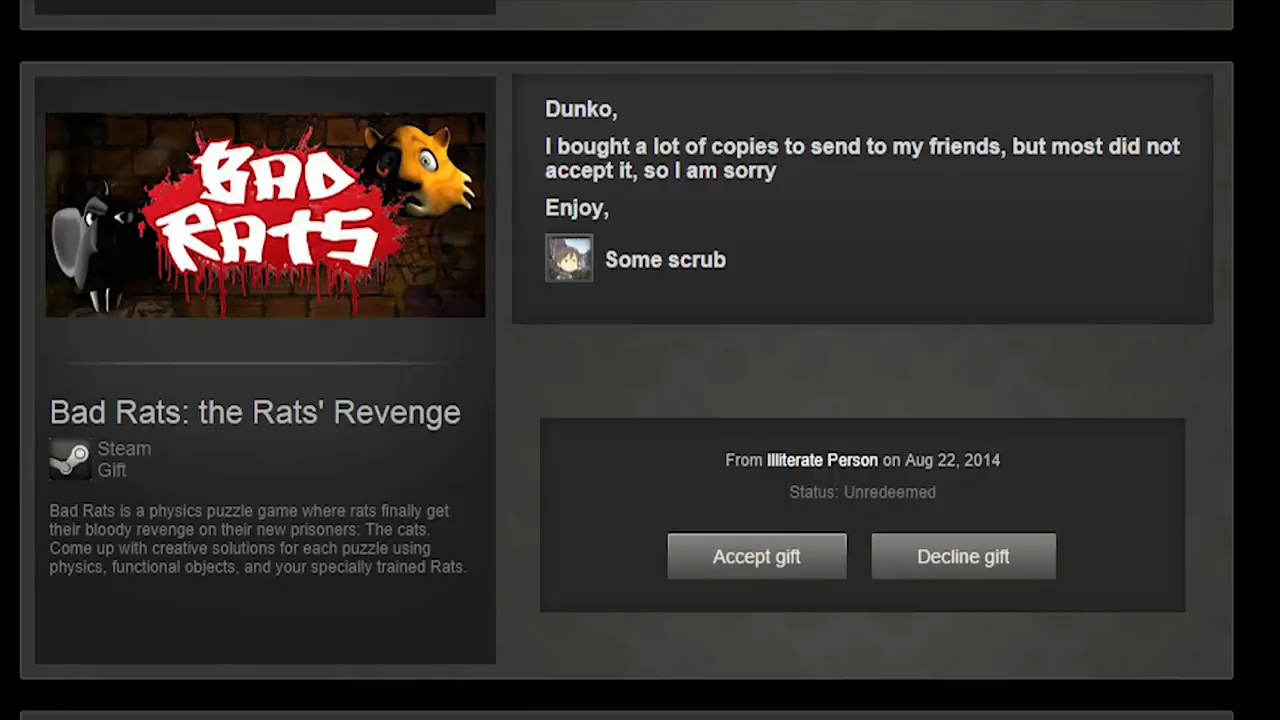 BAD
RATS
Bad Rats: the Rats' Revenge
Steam
Gift
Bad Rats is a physics puzzle game where rats finally get
their bloody revenge on their new prisoners: The cats.
Come up with creative solutions for each puzzle using
physics, functional objects, and your specially trained Rats.
Dunko,
I bought a lot of copies to send to my friends, but most did not
accept it, so I am sorry
Enjoy,
Some scrub
From Illiterate Person on Aug 22, 2014
Status: Unredeemed
Accept gift
Decline gift